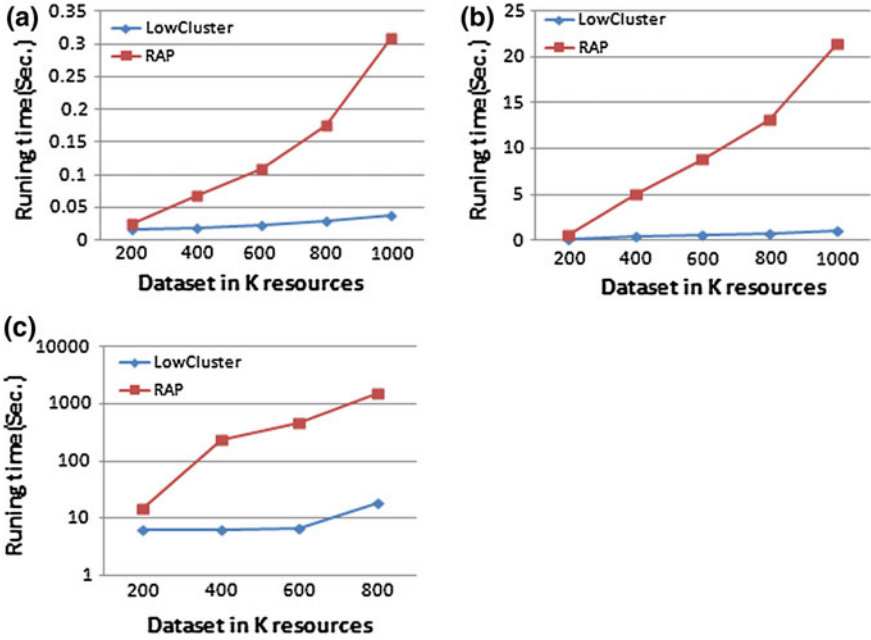 (a)
0.35
0.3
0.25
0.2
0.15
0.1
0.05
0
Runing time(Sec.)
LowCluster
RAP
200 400 600 800 1000
Dataset in K resources
(b)
25
20
15
10
5
0
Runing time(Sec.)
LowCluster
RAP
200 400 600 800 1000
Dataset in K resources
(c)
10000
1000
100
10
1
Runing time(Sec.)
LowCluster
RAP
200 400 600 800
Dataset in K resources